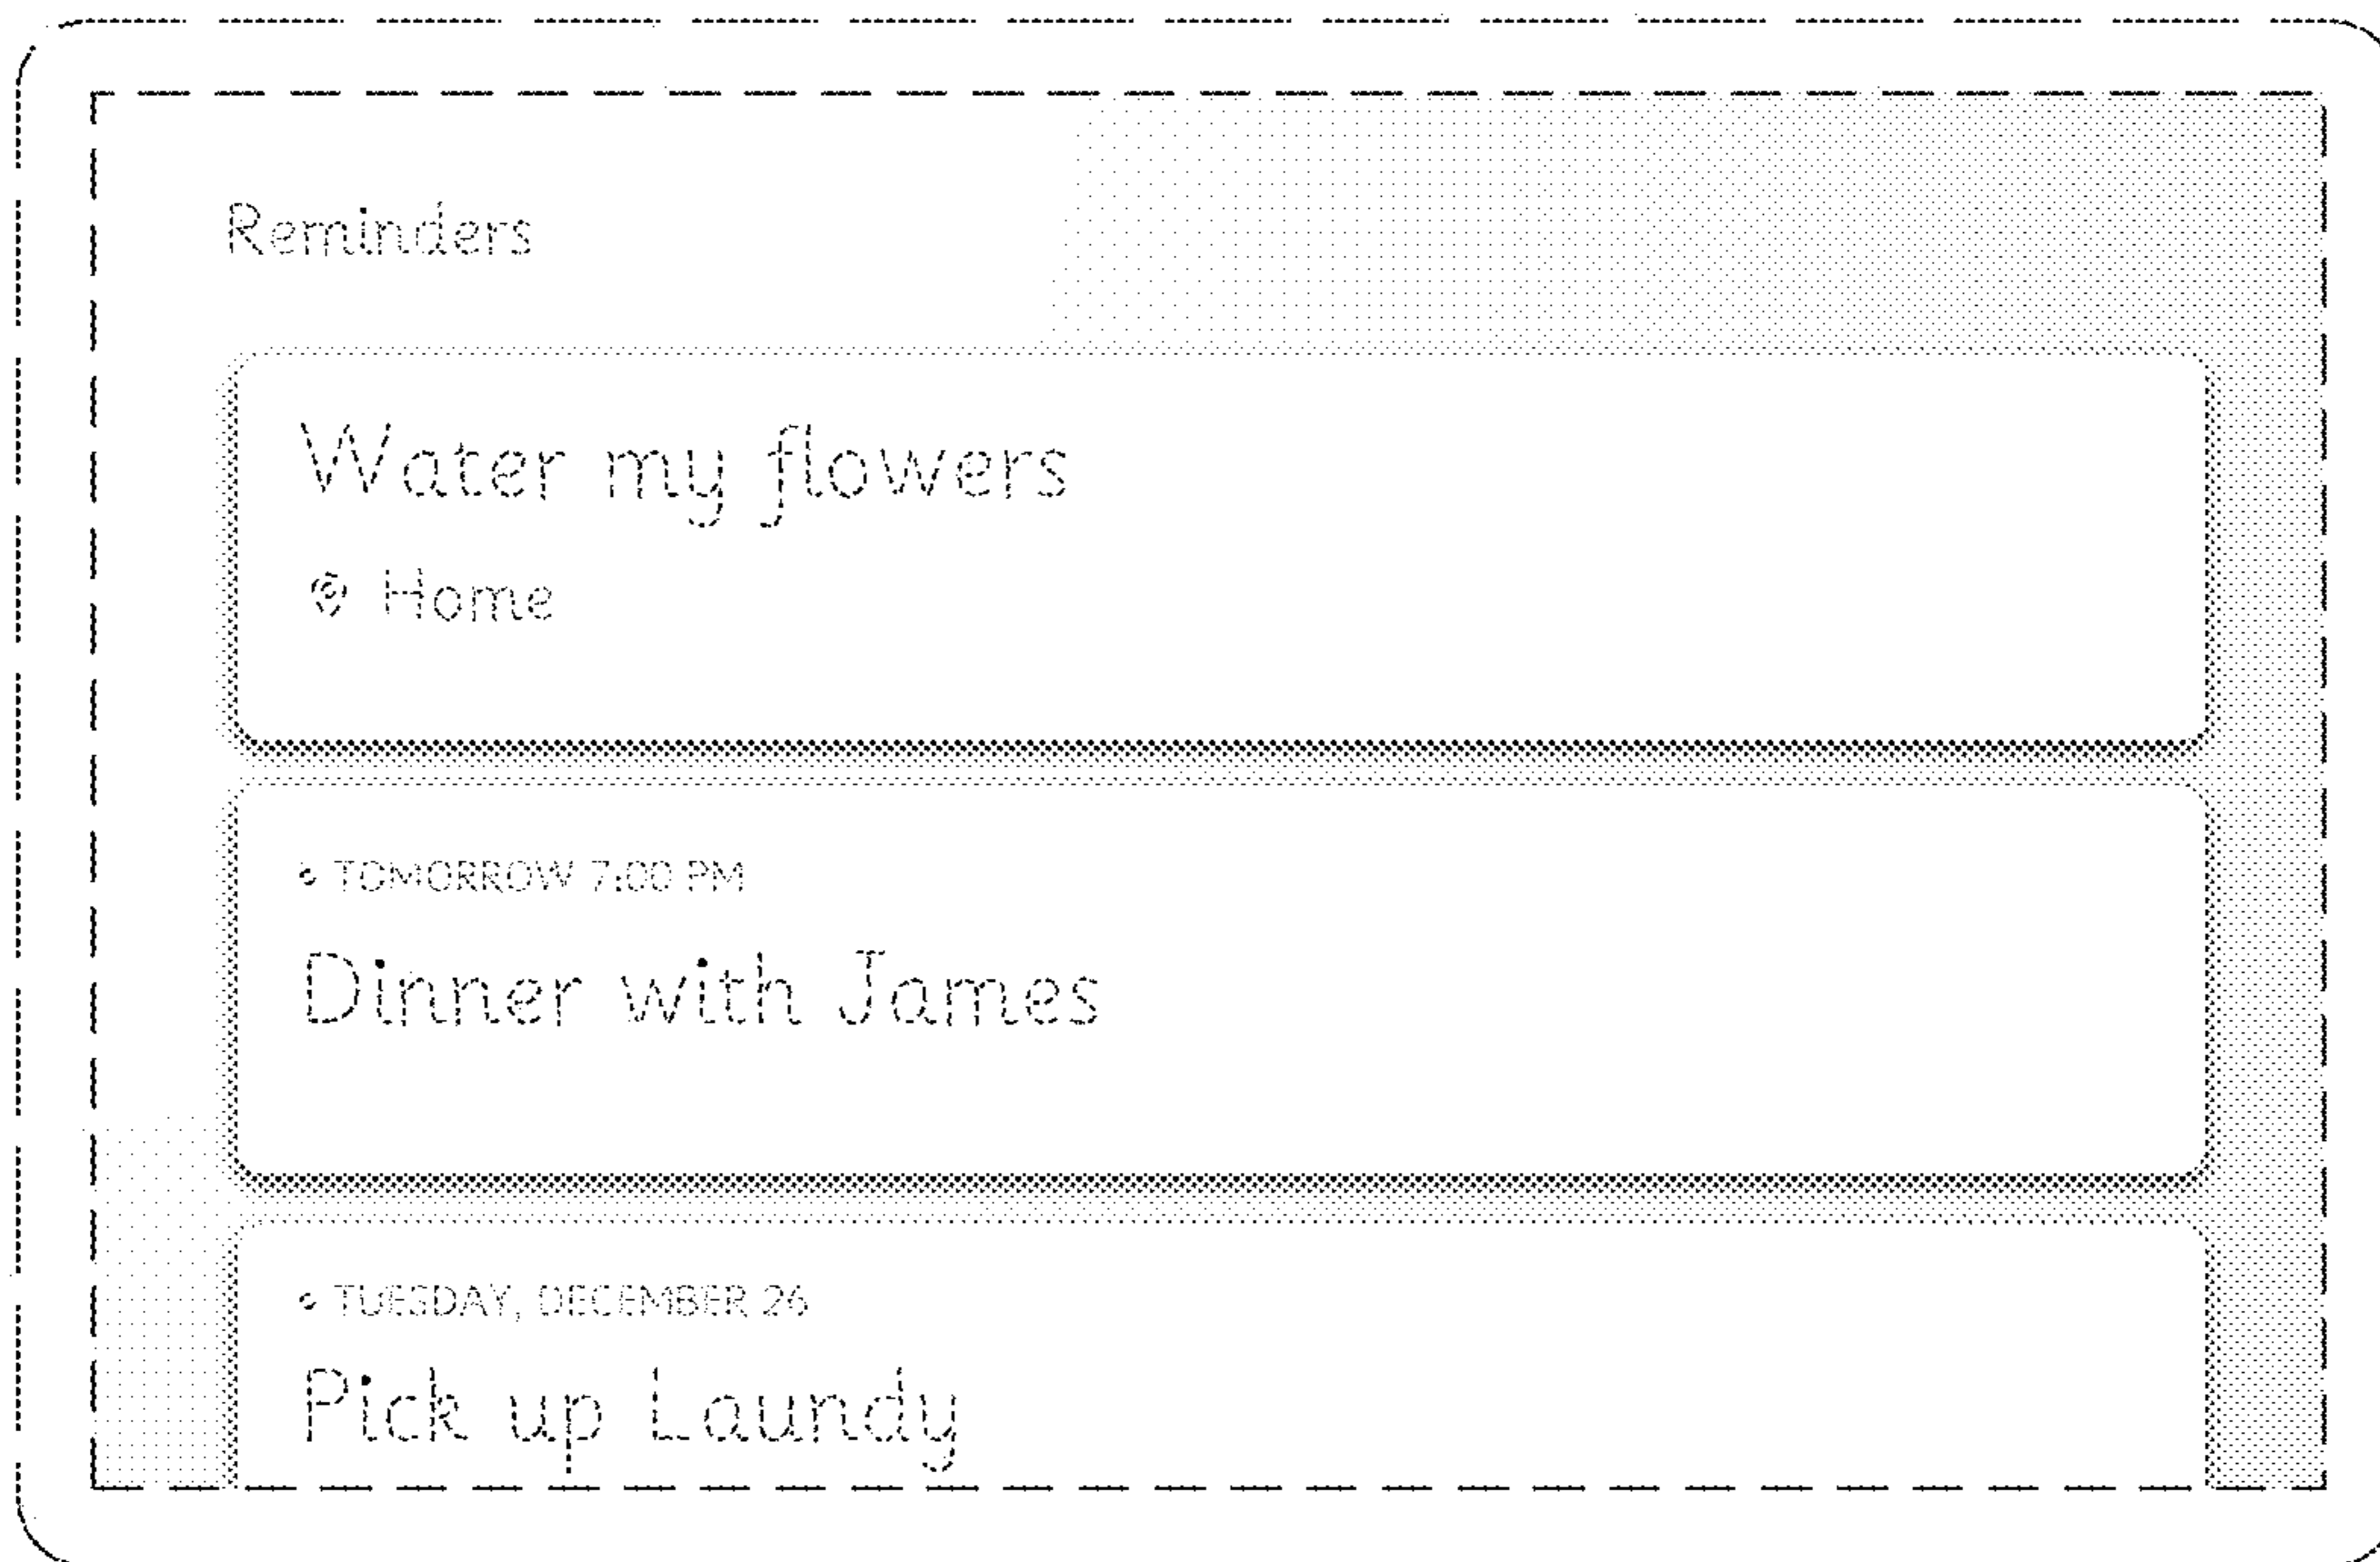 Reminders
Water my flowers
Home
TOMORROW 7:00 PM
Dinner with James
TUESDAY, DECEMBER 26
Pick up Laundy